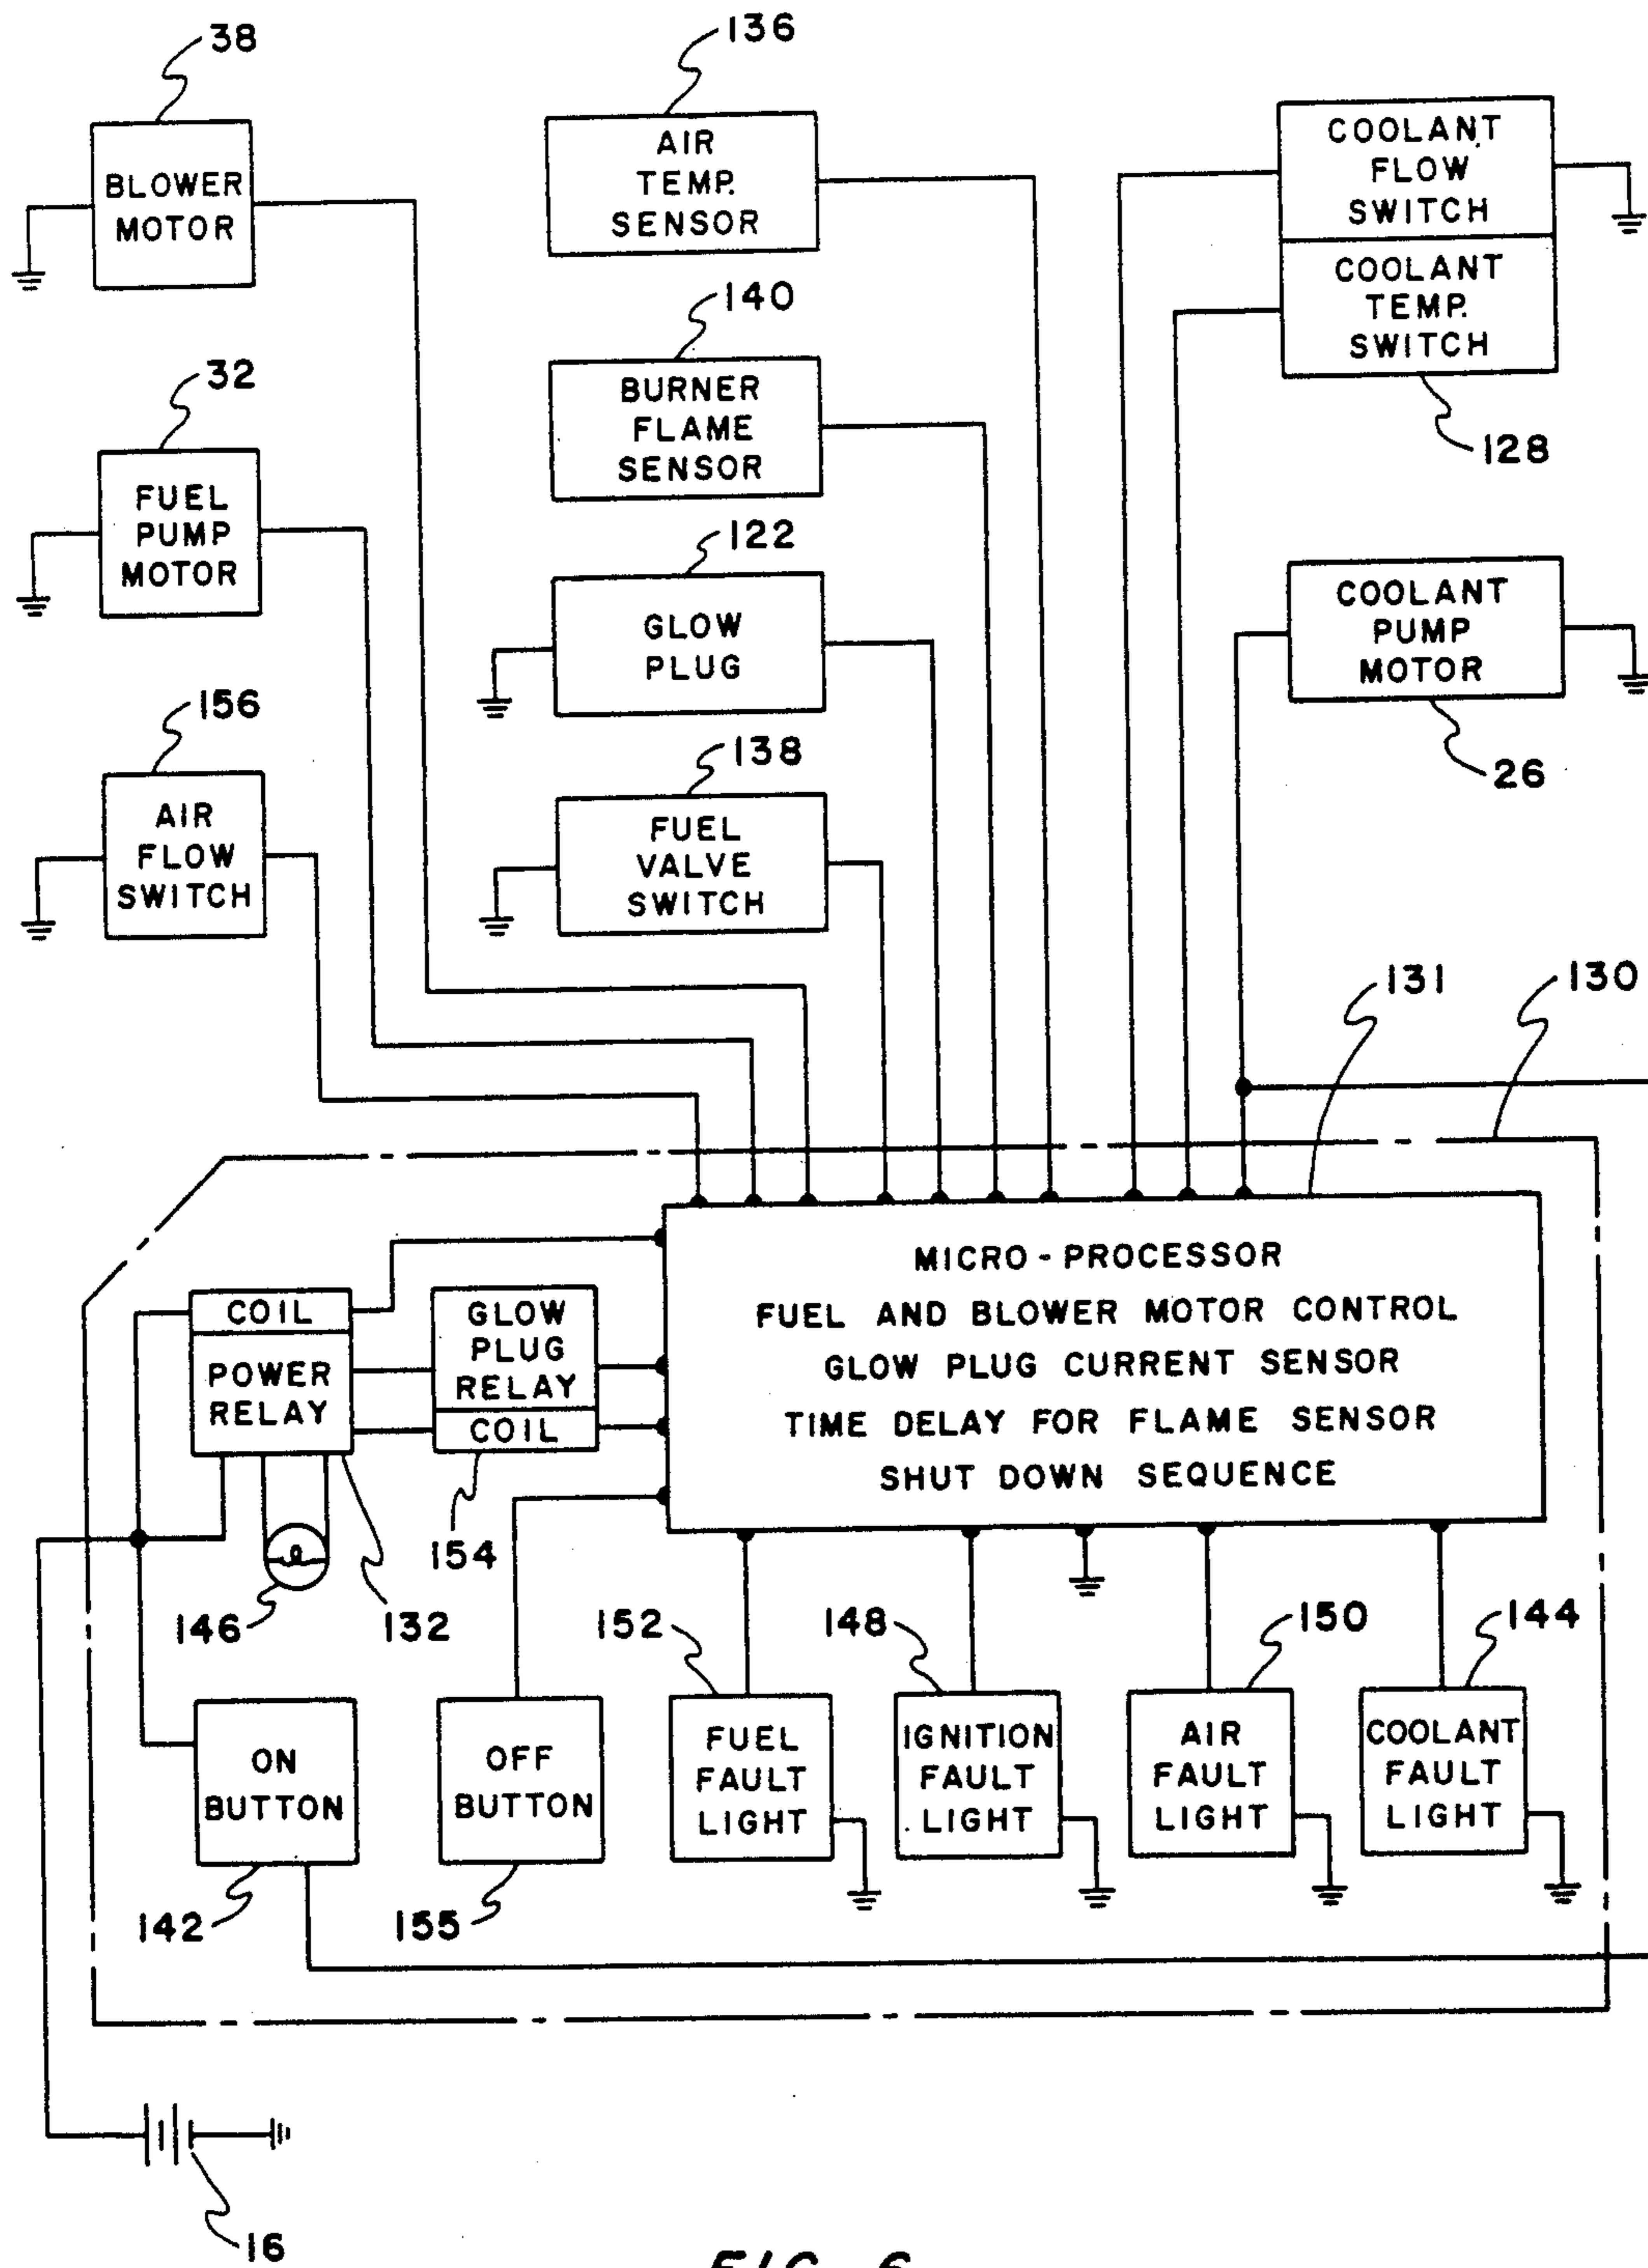 38
136
BLOWER
MOTOR
AIR
TEMP.
SENSOR
COOLANT
FLOW
SWITCH
COOLANT
TEMP.
SWITCH
128
140
BURNER
FLAME
SENSOR
32
FUEL
PUMP
MOTOR
122
GLOW
PLUG
COOLANT
PUMP
MOTOR
26
156
AIR
FLOW
SWITCH
138
FUEL
VALVE
SWITCH
131
130
MICRO-PROCESSOR
FUEL AND BLOWER MOTOR CONTROL
GLOW PLUG CURRENT SENSOR
TIME DELAY FOR FLAME SENSOR
SHUT DOWN SEQUENCE
COIL
POWER
RELAY
GLOW
PLUG
RELAY
COIL
146
132
154
152
148
150
144
ON
BUTTON
OFF
BUTTON
FUEL
FAULT
LIGHT
IGNITION
FAULT
LIGHT
AIR
FAULT
LIGHT
COOLANT
FAULT
LIGHT
142
155
16
FIG. 6